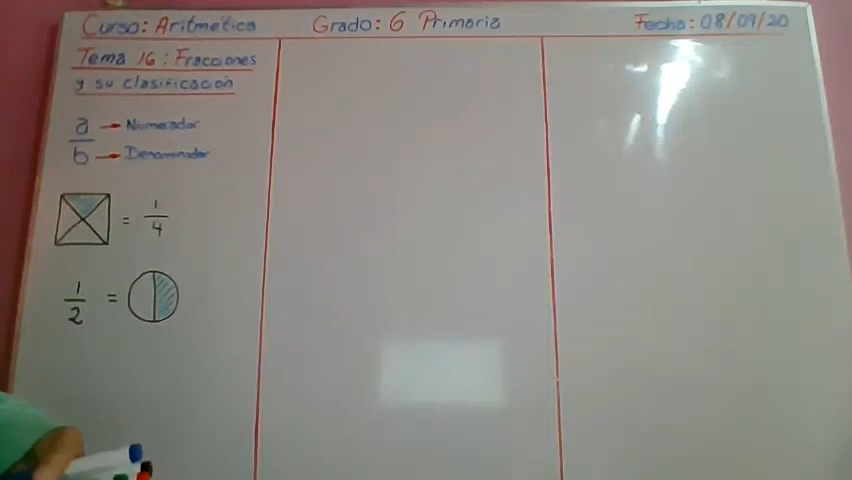 Curso: Aritmética Grado: 6 Primaria Fecha: 08/09/20
Tema 16: Fracciones
y su clasificación
a → Numerador
b → Denominador
= 1/4
1/2 =